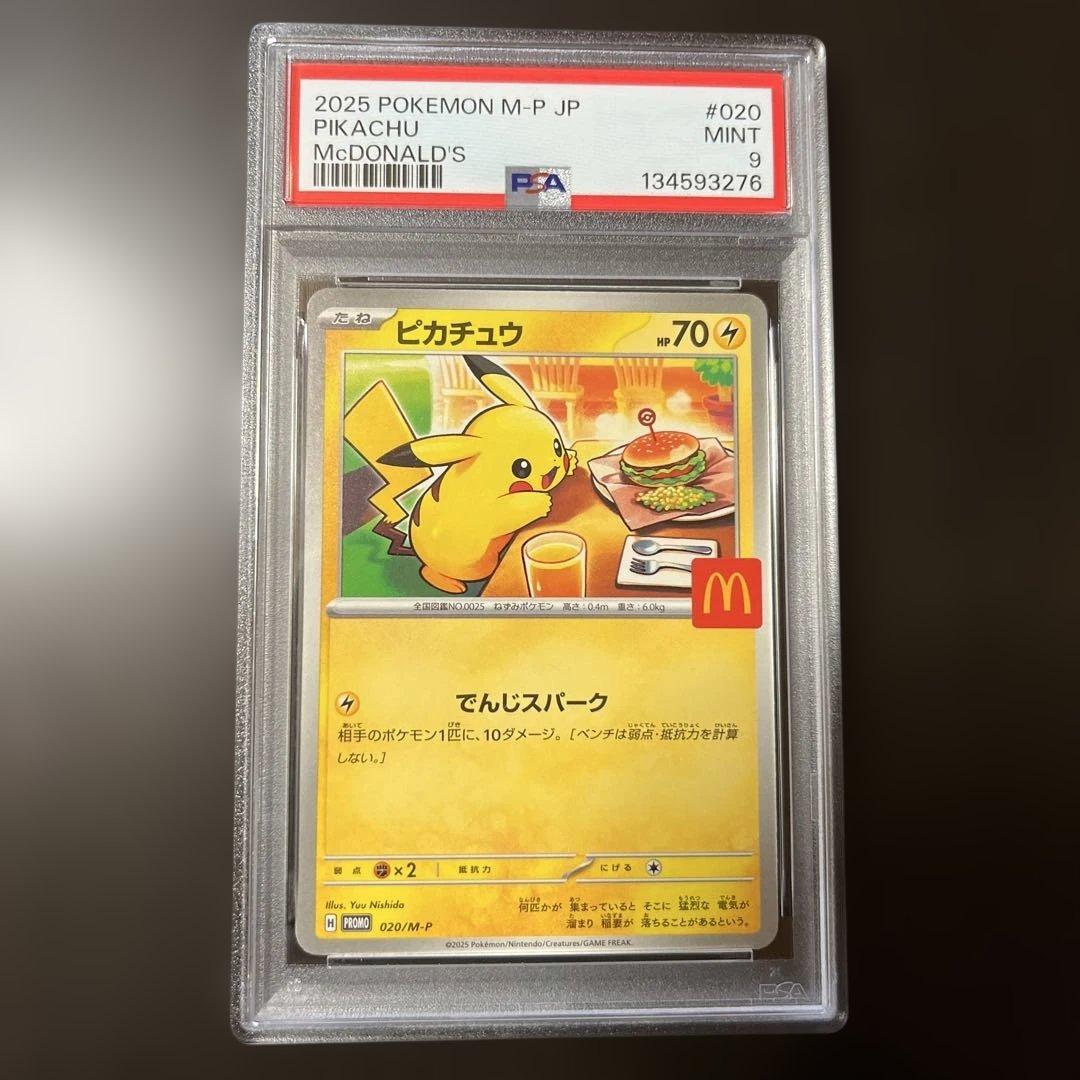 2025 POKEMON M-P JP #020
PIKACHU MINT
McDONALD'S 9
PSA 134593276
たね ピカチュウ HP70
全国図鑑NO.0025 ねずみポケモン 高さ:0.4m 重さ:6.0kg
でんじスパーク
相手のポケモン1匹に、10ダメージ。[ベンチは弱点・抵抗力を計算
しない。]
弱点 ×2 抵抗力 にげる
Illus. Yuu Nishida
H PROMO 020/M-P
何匹かが 集まっていると そこに 猛烈な 電気が
溜まり 稲妻が 落ちることがあるという。
©2025 Pokémon/Nintendo/Creatures/GAME FREAK.
PSA